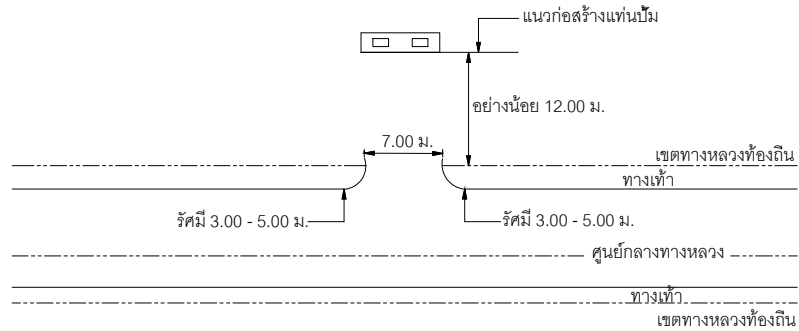 แนวก่อสร้างแท่นปั๊ม
อย่างน้อย 12.00 ม.
7.00 ม.
เขตทางหลวงท้องถิ่น
ทางเท้า
รัศมี 3.00 - 5.00 ม.
รัศมี 3.00 - 5.00 ม.
ศูนย์กลางทางหลวง
ทางเท้า
เขตทางหลวงท้องถิ่น